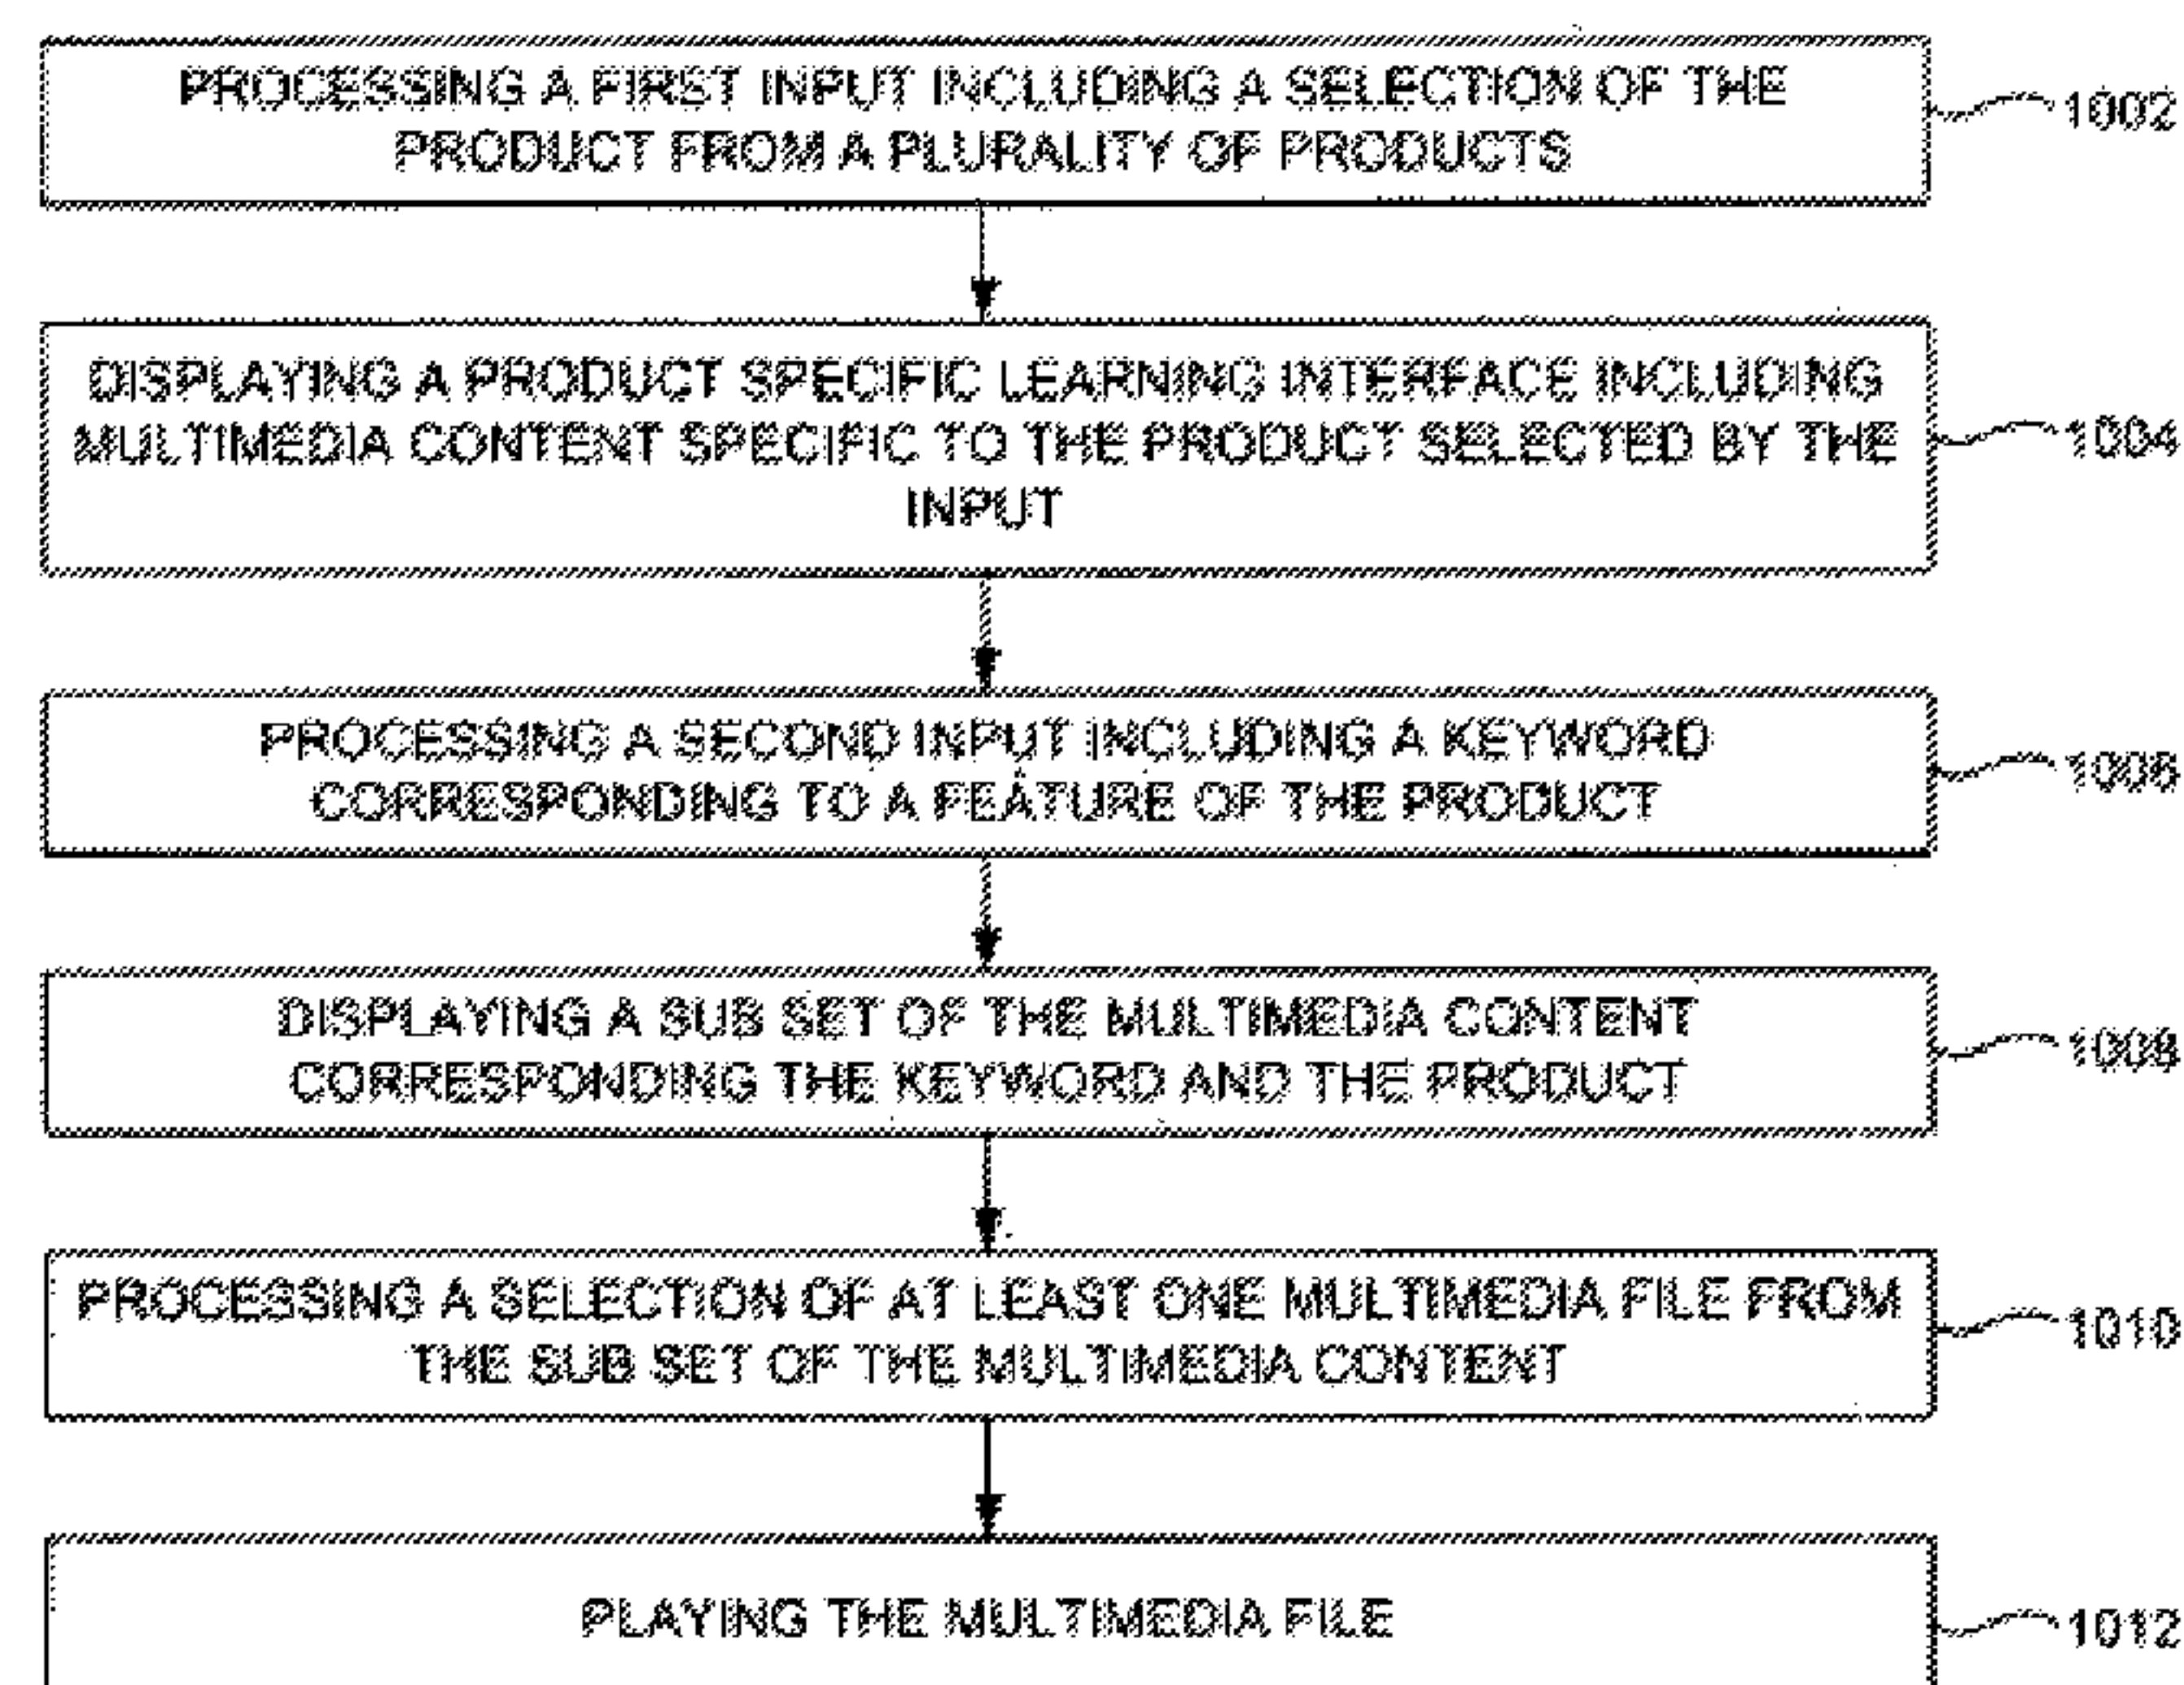 PROCESSING A FIRST INPUT INCLUDING A SELECTION OF THE
PRODUCT FROM A PLURALITY OF PRODUCTS
1002
DISPLAYING A PRODUCT SPECIFIC LEARNING INTERFACE INCLUDING
MULTIMEDIA CONTENT SPECIFIC TO THE PRODUCT SELECTED BY THE
INPUT
1004
PROCESSING A SECOND INPUT INCLUDING A KEYWORD
CORRESPONDING TO A FEATURE OF THE PRODUCT
1006
DISPLAYING A SUB SET OF THE MULTIMEDIA CONTENT
CORRESPONDING THE KEYWORD AND THE PRODUCT
1008
PROCESSING A SELECTION OF AT LEAST ONE MULTIMEDIA FILE FROM
THE SUB SET OF THE MULTIMEDIA CONTENT
1010
PLAYING THE MULTIMEDIA FILE
1012